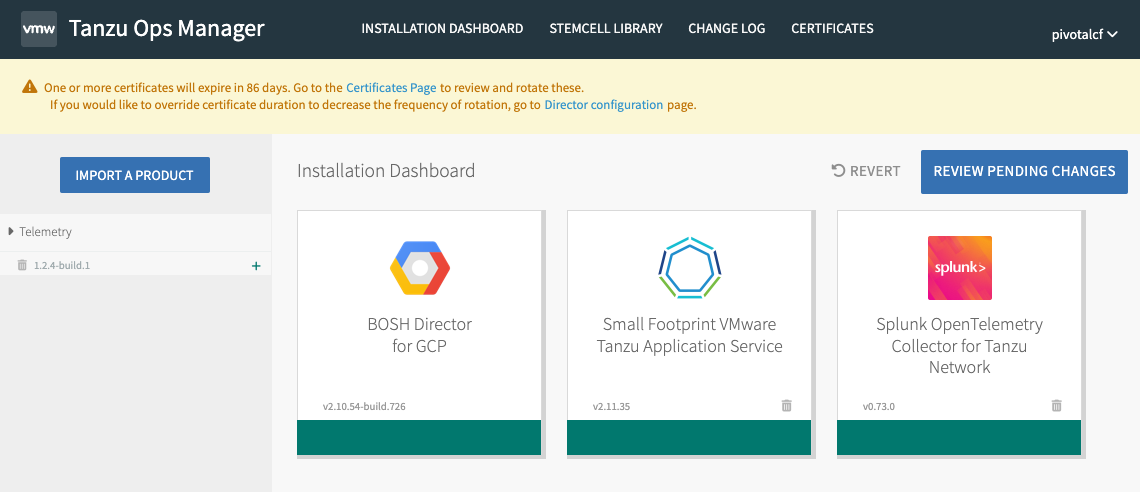 vmw Tanzu Ops Manager
INSTALLATION DASHBOARD STEMCELL LIBRARY CHANGE LOG CERTIFICATES
pivotalcf
One or more certificates will expire in 86 days. Go to the Certificates Page to review and rotate these.
If you would like to override certificate duration to decrease the frequency of rotation, go to Director configuration page.
IMPORT A PRODUCT
Telemetry
1.2.4-build.1 +
Installation Dashboard
REVERT
REVIEW PENDING CHANGES
BOSH Director
for GCP
v2.10.54-build.726
Small Footprint VMware
Tanzu Application Service
v2.11.35
splunk>
Splunk OpenTelemetry
Collector for Tanzu
Network
v0.73.0